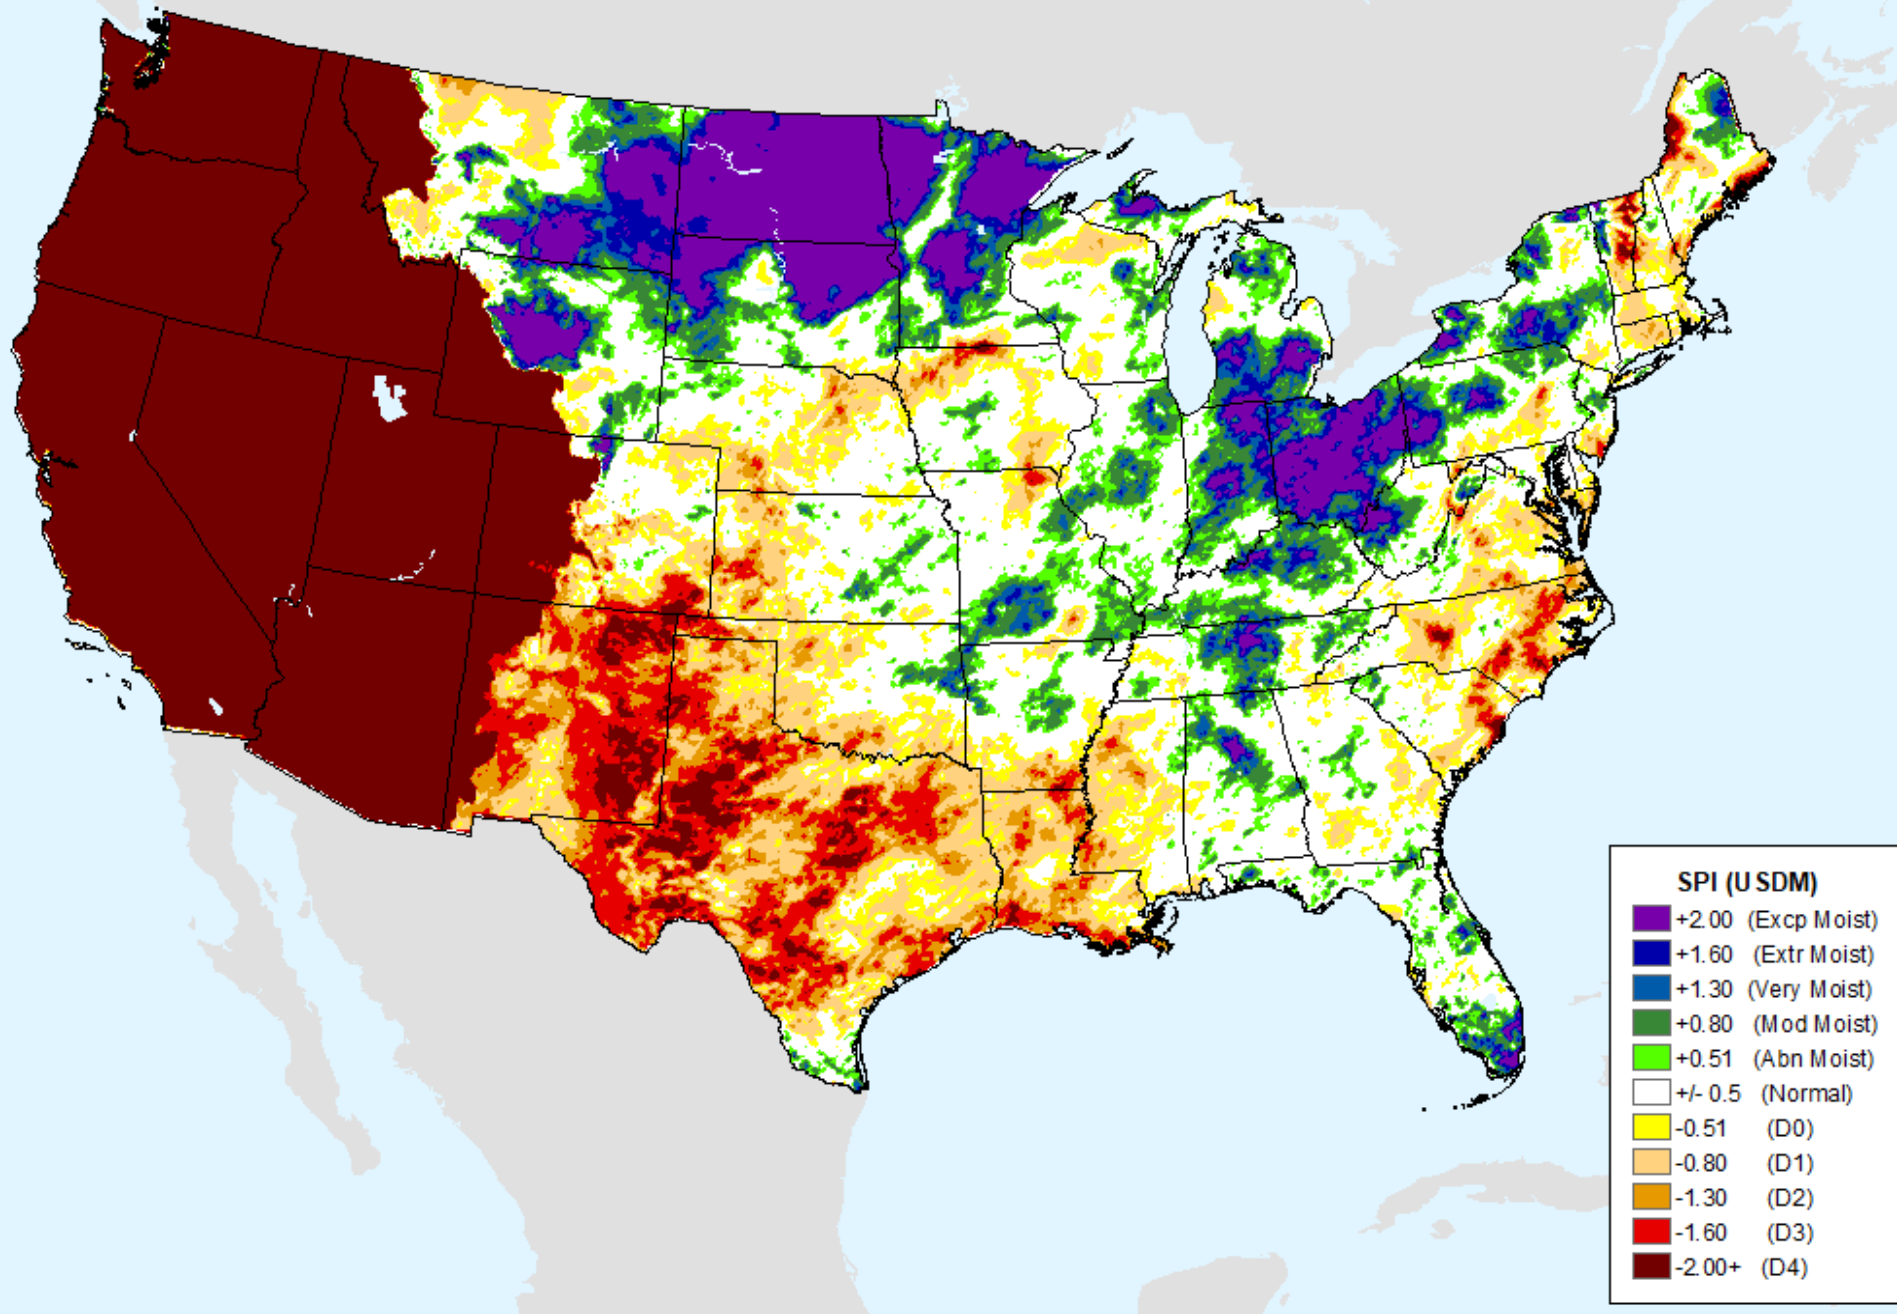 SPI (USDM)
+2.00 (Excp Moist)
+1.60 (Extr Moist)
+1.30 (Very Moist)
+0.80 (Mod Moist)
+0.51 (Abn Moist)
+/- 0.5 (Normal)
-0.51 (D0)
-0.80 (D1)
-1.30 (D2)
-1.60 (D3)
-2.00+ (D4)